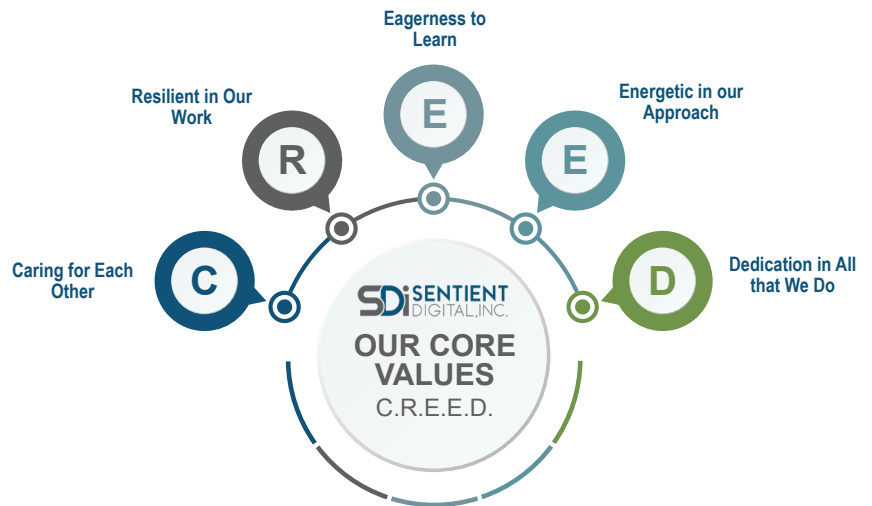 Eagerness to
Learn
Resilient in Our
Work
Energetic in our
Approach
Caring for Each
Other
Dedication in All
that We Do
C
R
E
E
D
SDi SENTIENT
DIGITAL, INC.
OUR CORE
VALUES
C.R.E.E.D.